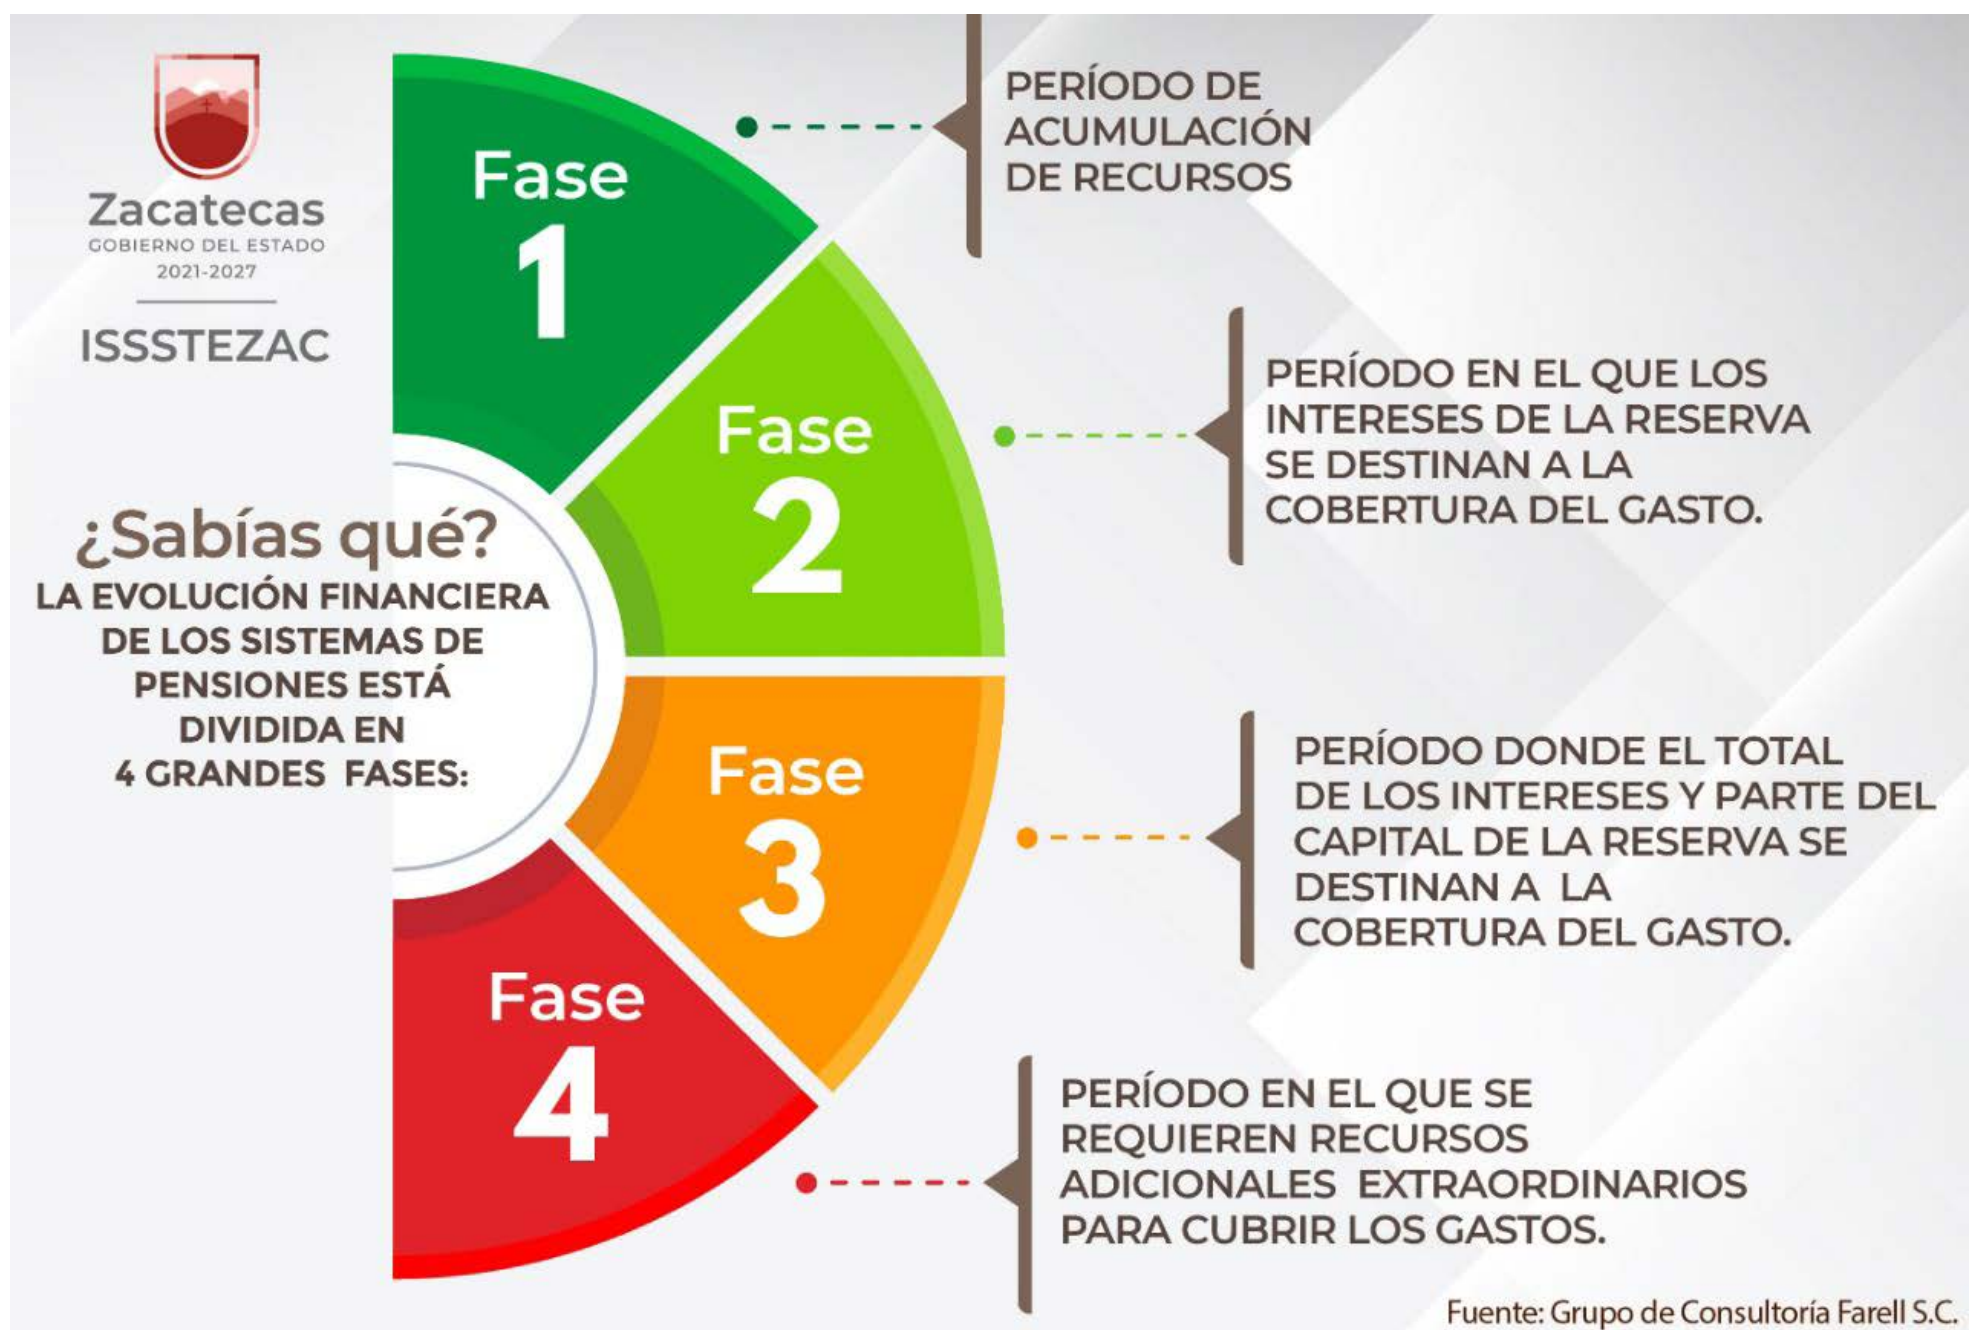 Zacatecas
GOBIERNO DEL ESTADO
2021-2027
ISSSTEZAC
¿Sabías qué?
LA EVOLUCIÓN FINANCIERA
DE LOS SISTEMAS DE
PENSIONES ESTÁ
DIVIDIDA EN
4 GRANDES FASES:
Fase
1
PERÍODO DE
ACUMULACIÓN
DE RECURSOS
Fase
2
PERÍODO EN EL QUE LOS
INTERESES DE LA RESERVA
SE DESTINAN A LA
COBERTURA DEL GASTO.
Fase
3
PERÍODO DONDE EL TOTAL
DE LOS INTERESES Y PARTE DEL
CAPITAL DE LA RESERVA SE
DESTINAN A LA
COBERTURA DEL GASTO.
Fase
4
PERÍODO EN EL QUE SE
REQUIEREN RECURSOS
ADICIONALES EXTRAORDINARIOS
PARA CUBRIR LOS GASTOS.
Fuente: Grupo de Consultoría Farell S.C.